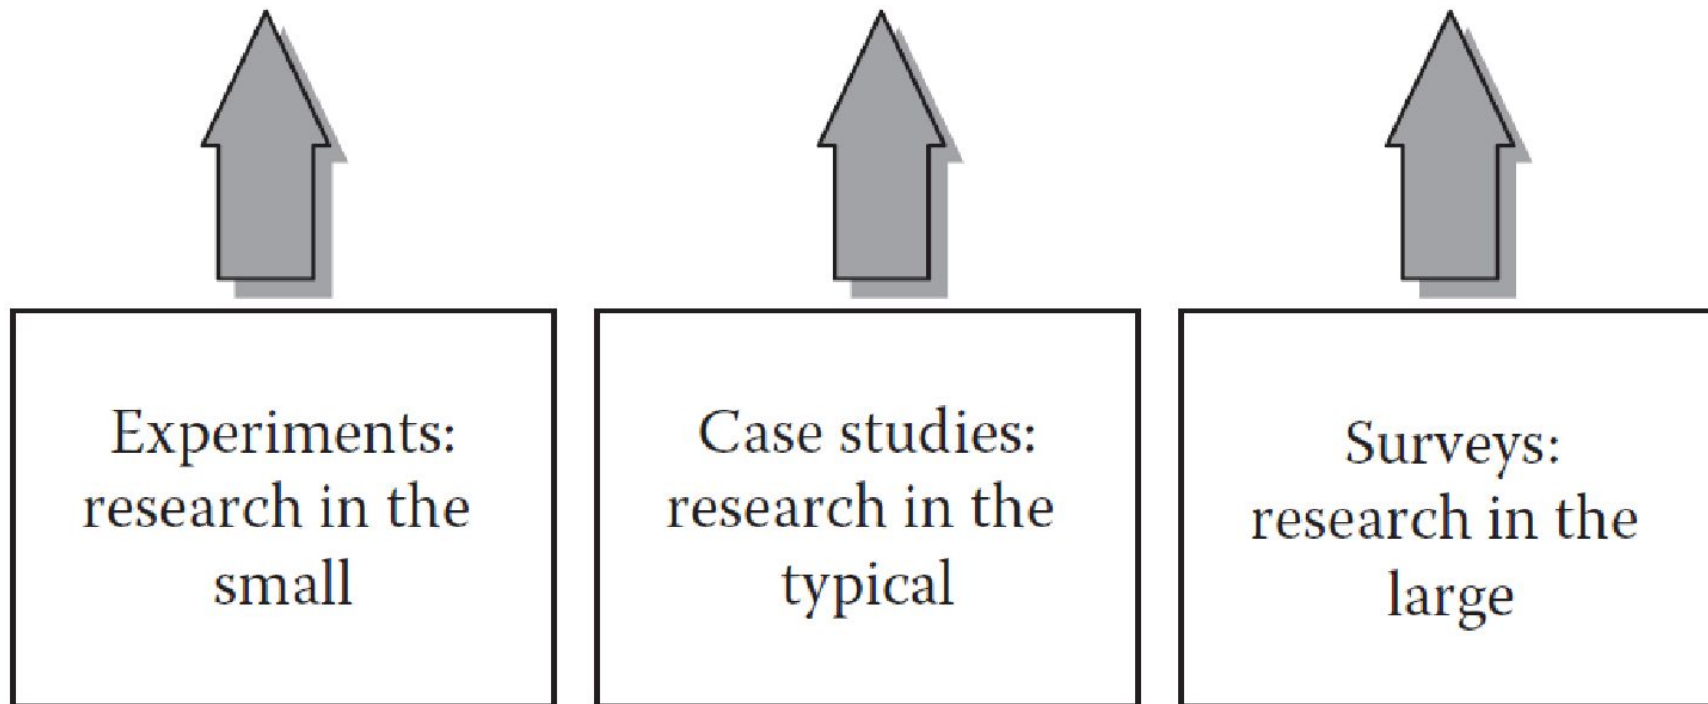 Experiments:
research in the
small
Case studies:
research in the
typical
Surveys:
research in the
large